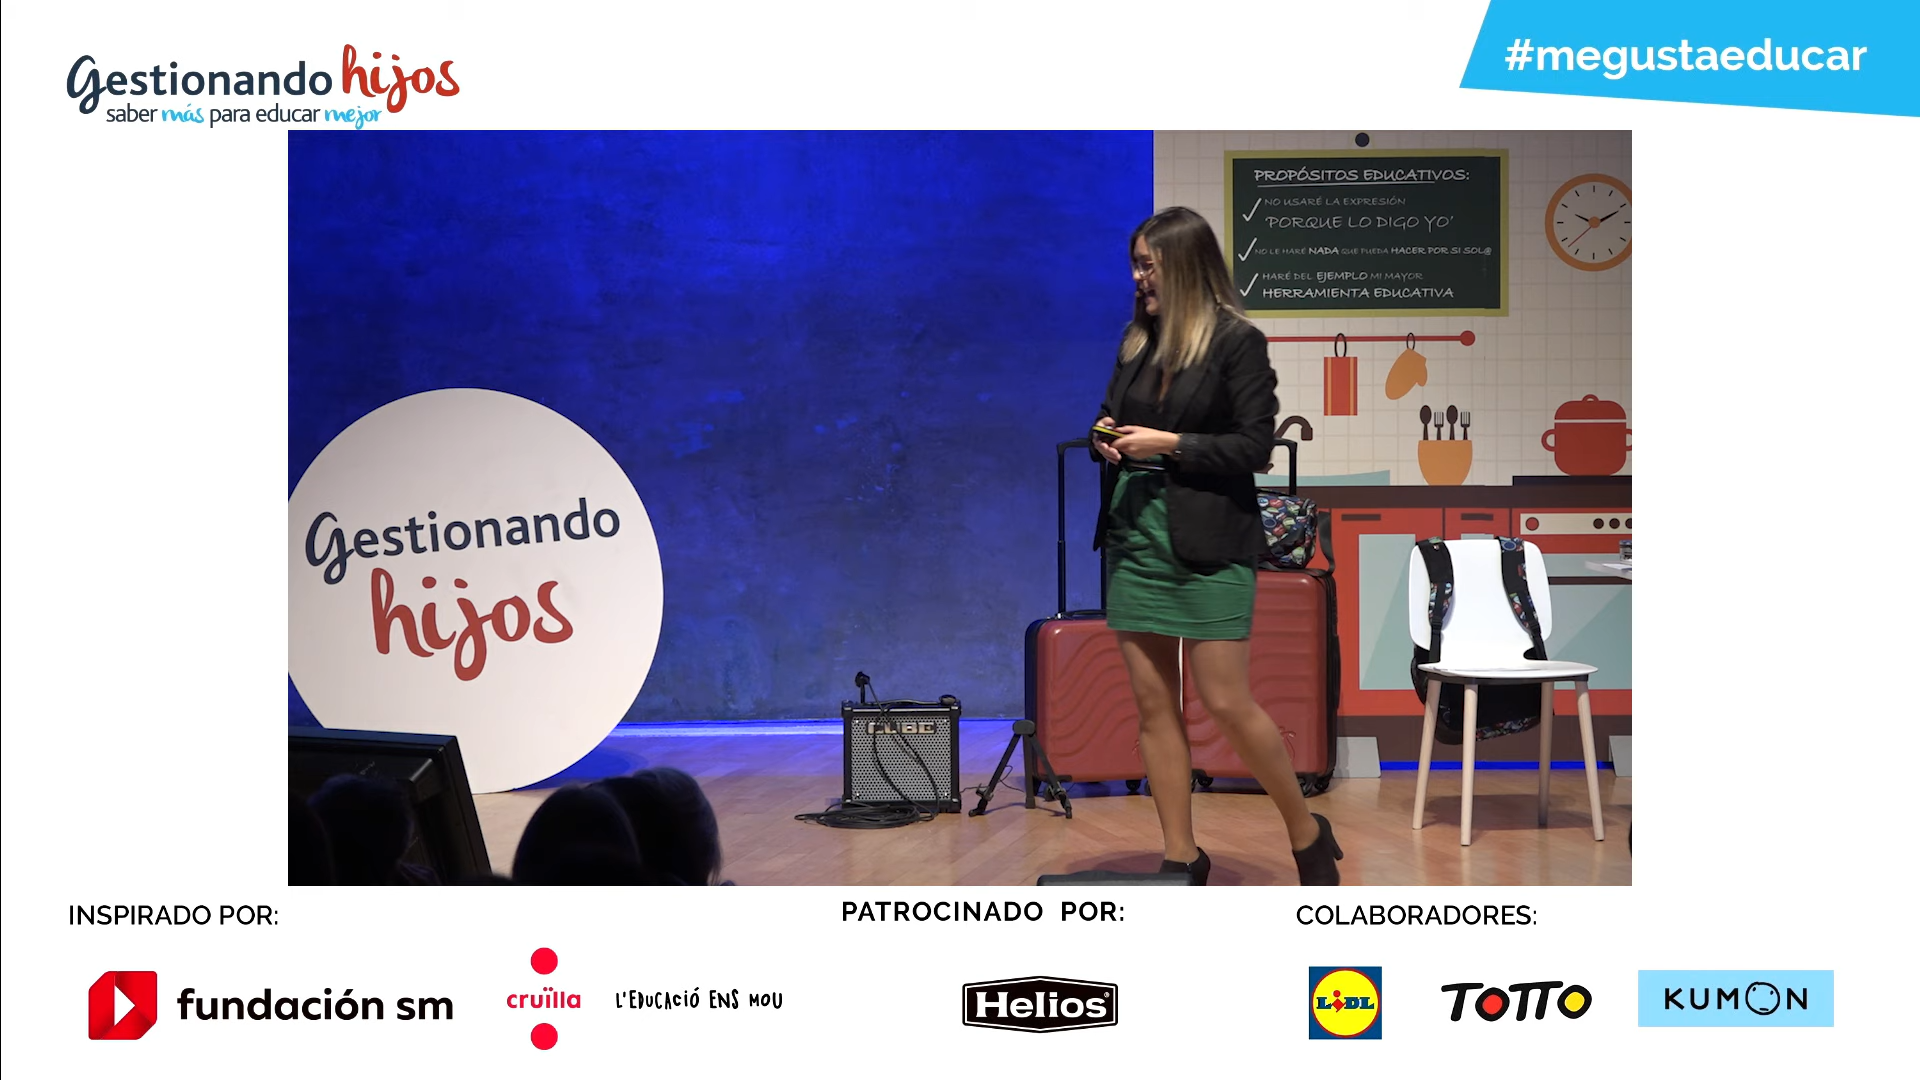 Gestionando hijos
saber más para educar mejor
#megustaeducar
PROPÓSITOS EDUCATIVOS:
NO USARÉ LA EXPRESIÓN
'PORQUE LO DIGO YO'
NO LE HARÉ NADA QUE PUEDA HACER POR SI SOL@
HARÉ DEL EJEMPLO MI MAYOR
HERRAMIENTA EDUCATIVA
Gestionando
hijos
CUBE
INSPIRADO POR:
PATROCINADO POR:
COLABORADORES:
fundación sm
cruïlla
L'EDUCACIÓ ENS MOU
Helios
LIDL
TOTTO
KUMON